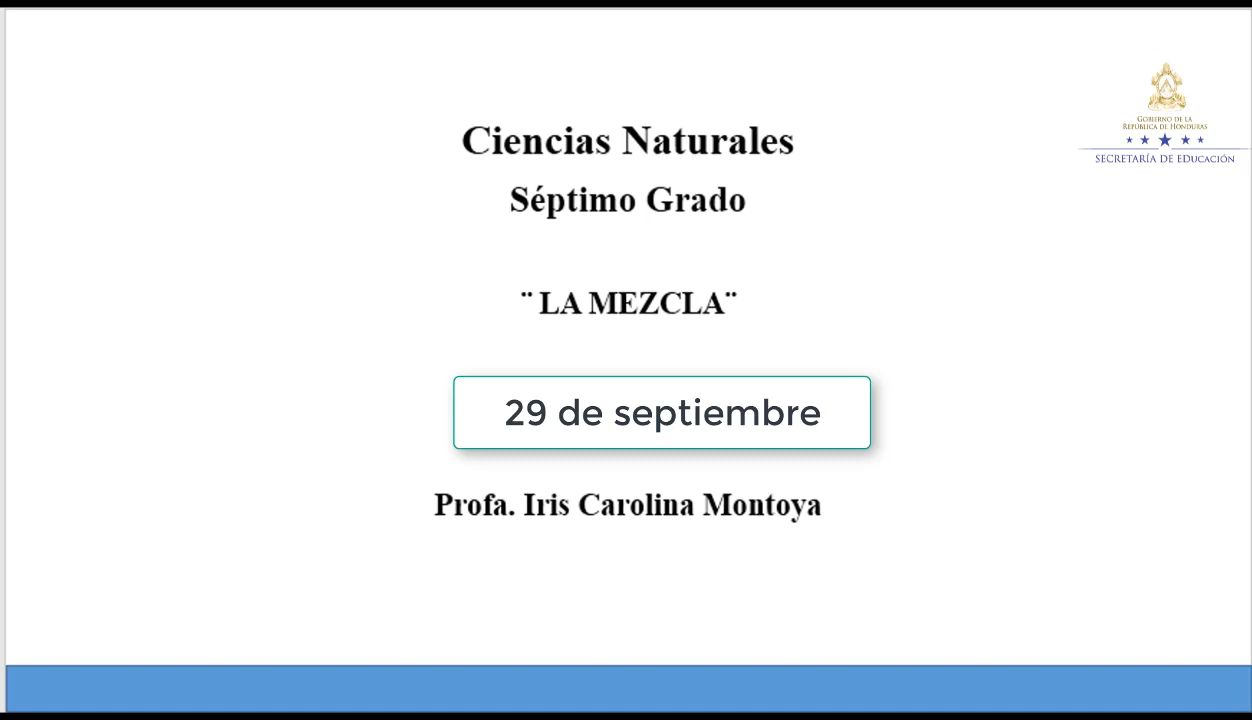 Ciencias Naturales
Séptimo Grado
¨ LA MEZCLA¨
29 de septiembre
Profa. Iris Carolina Montoya
GOBIERNO DE LA
REPÚBLICA DE HONDURAS
SECRETARÍA DE EDUCACIÓN